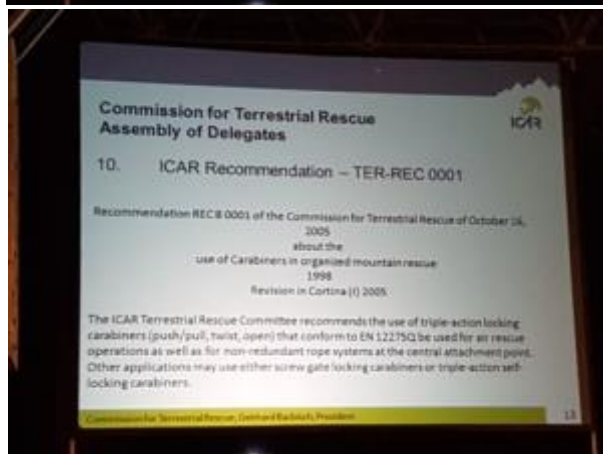 Commission for Terrestrial Rescue
Assembly of Delegates
ICAR
10. ICAR Recommendation – TER-REC 0001
Recommendation REC B 0001 of the Commission for Terrestrial Rescue of October 16,
2005
about the
use of Carabiners in organized mountain rescue
1998
Revision in Cortina (I) 2005
The ICAR Terrestrial Rescue Committee recommends the use of triple-action locking
carabiners (push/pull, twist, open) that conform to EN 12275Q be used for air rescue
operations as well as for non-redundant rope systems at the central attachment point.
Other applications may use either screw gate locking carabiners or triple-action self-
locking carabiners.
Commission for Terrestrial Rescue, Gebhard Barbisch, President
13